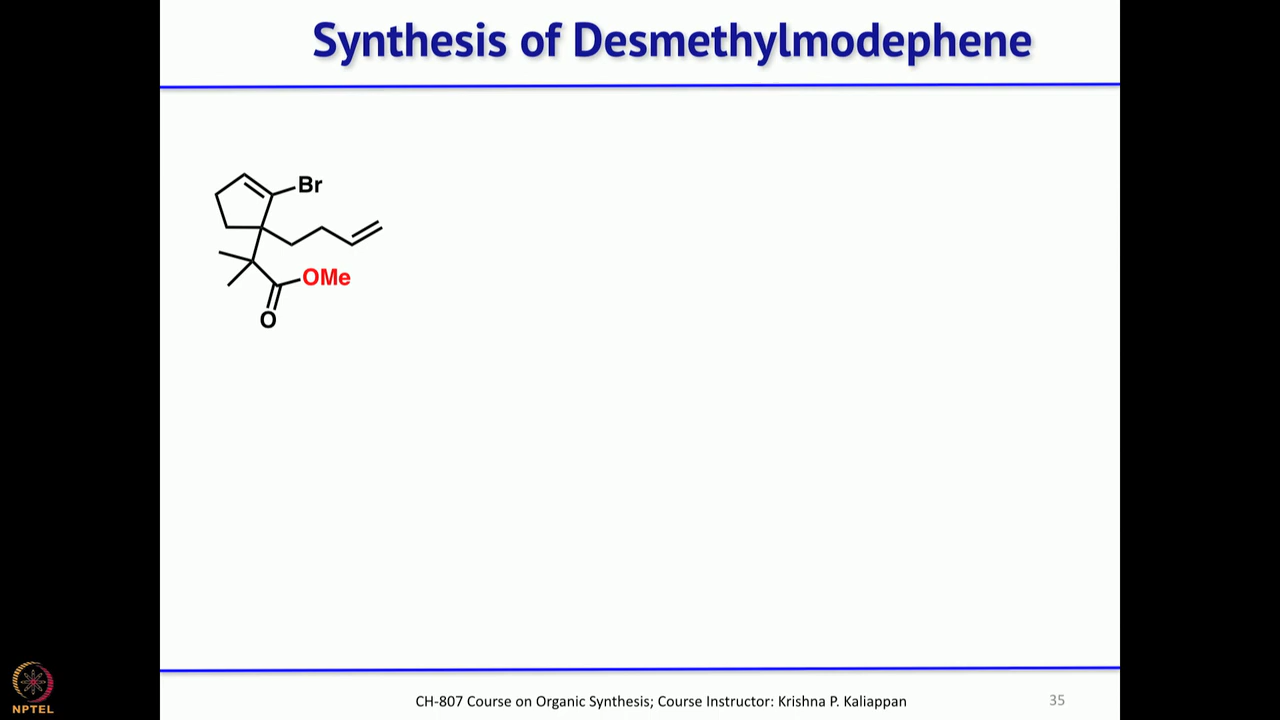 Synthesis of Desmethylmodephene
Br
OMe
O
CH-807 Course on Organic Synthesis; Course Instructor: Krishna P. Kaliappan
35
NPTEL